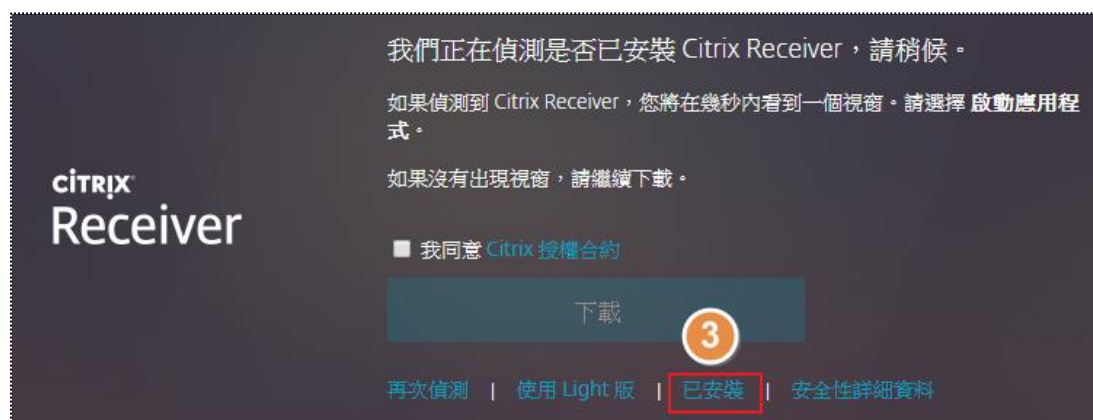 我們正在偵測是否已安裝 Citrix Receiver，請稍候。
如果偵測到 Citrix Receiver，您將在幾秒內看到一個視窗。請選擇 啟動應用程
式。
如果沒有出現視窗，請繼續下載。
CİTRIX
Receiver
我同意 Citrix 授權合約
下載
3
再次偵測 | 使用 Light 版 | 已安裝 | 安全性詳細資料